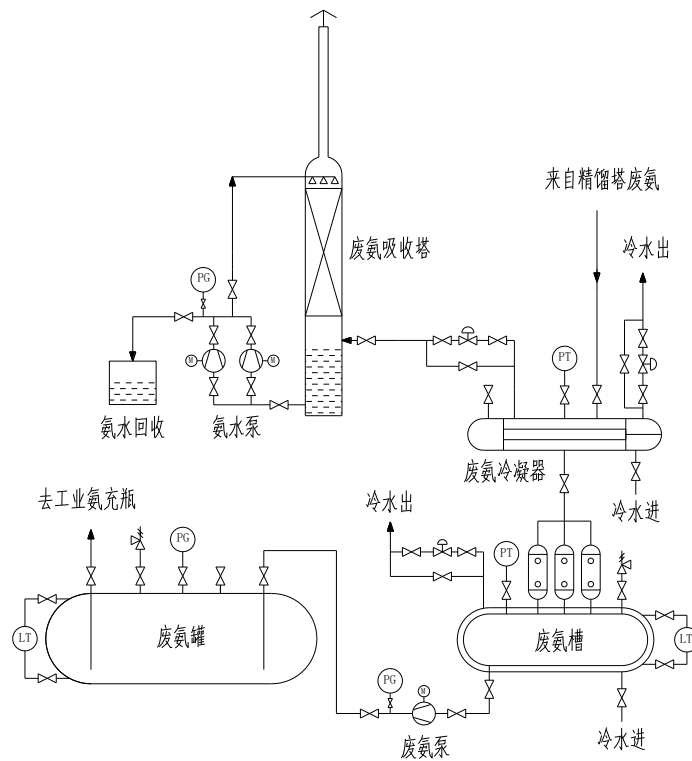 来自精馏塔废氨
冷水出
废氨吸收塔
PG
M
M
PT
氨水回收
氨水泵
废氨冷凝器
冷水进
去工业氨充瓶
冷水出
PG
PT
LT
废氨罐
废氨槽
LT
PG
M
废氨泵
冷水进